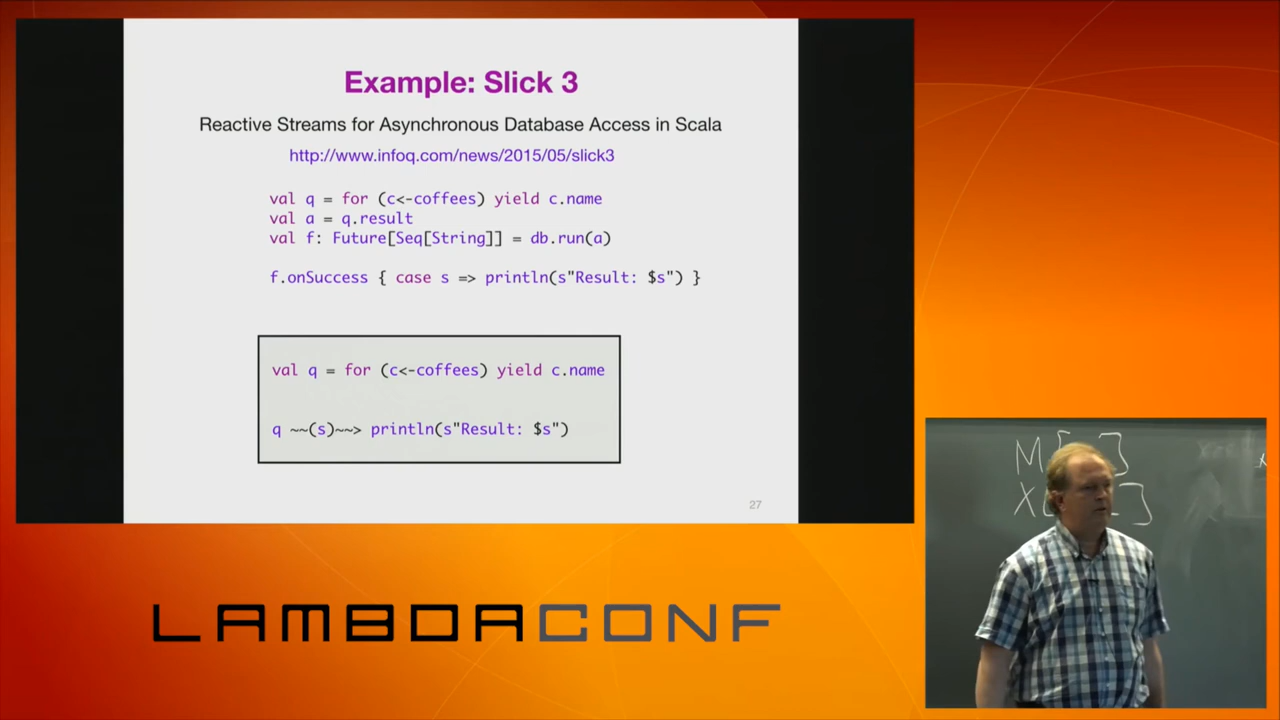 Example: Slick 3
Reactive Streams for Asynchronous Database Access in Scala
http://www.infoq.com/news/2015/05/slick3
val q = for (c<-coffees) yield c.name
val a = q.result
val f: Future[Seq[String]] = db.run(a)
f.onSuccess { case s => println(s"Result: $s") }
val q = for (c<-coffees) yield c.name
q ~~(s)~~> println(s"Result: $s")
27
LAMBDACONF
M[ ]
X[ ]